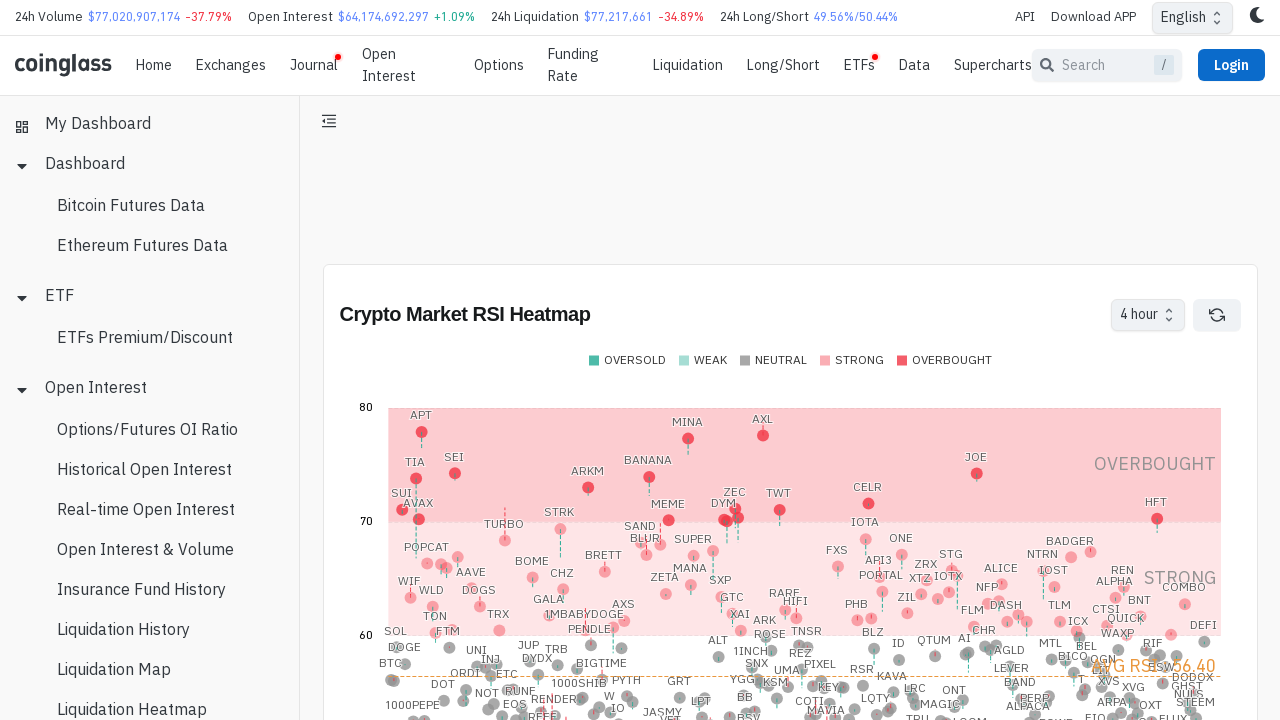 24h Volume $77,020,907,174 -37.79% Open Interest $64,174,692,297 +1.09% 24h Liquidation $77,217,661 -34.89% 24h Long/Short 49.56%/50.44% API Download APP English
coinglass Home Exchanges Journal Open Interest Options Funding Rate Liquidation Long/Short ETFs Data Supercharts Search / Login
My Dashboard
Dashboard
Bitcoin Futures Data
Ethereum Futures Data
ETF
ETFs Premium/Discount
Open Interest
Options/Futures OI Ratio
Historical Open Interest
Real-time Open Interest
Open Interest & Volume
Insurance Fund History
Liquidation History
Liquidation Map
Liquidation Heatmap
Crypto Market RSI Heatmap 4 hour
OVERSOLD WEAK NEUTRAL STRONG OVERBOUGHT
80
APT MINA AXL
TIA SEI ARKM BANANA JOE OVERBOUGHT
SUI AVAX MEME DYM ZEC TWT CELR HFT
70
TURBO STRK SAND IOTA
POPCAT BLUR SUPER FXS ONE BADGER
BOME BRETT MANA API3 ZRX STG NTRN
WIF WLD AAVE DOGS CHZ ZETA SXP PORTAL XTZ IOTX ALICE IOST REN ALPHA STRONG COMBO
TON TRX GALA 1MBABYDOGE AXS GTC XAI RARE HIFI PHB ZIL NFP DASH TLM CTSI BNT
60
SOL FTM PENDLE ARK FLM ICX QUICK DEFI
DOGE UNI JUP TRB ALT ROSE TNSR BLZ ID QTUM AI CHR MTL BEL WAXP RIF
BTC INJ DYDX BIGTIME 1INCH SNX REZ PIXEL RSR AGLD LEVER BICO OGN BSW AVG RSI: 56.40
DOT ORDI ETC RUNE 1000SHIB PYTH GRT YGG KSM UMA KEY KAVA LRC ONT BAND T XVS XVG DODOX GHST
1000PEPE NOT EOS RENDER IO W JASMY LPT BB COTI LQTY MAGIC PERP ALPACA ARPA NULS STEEM
BSV MAVIA